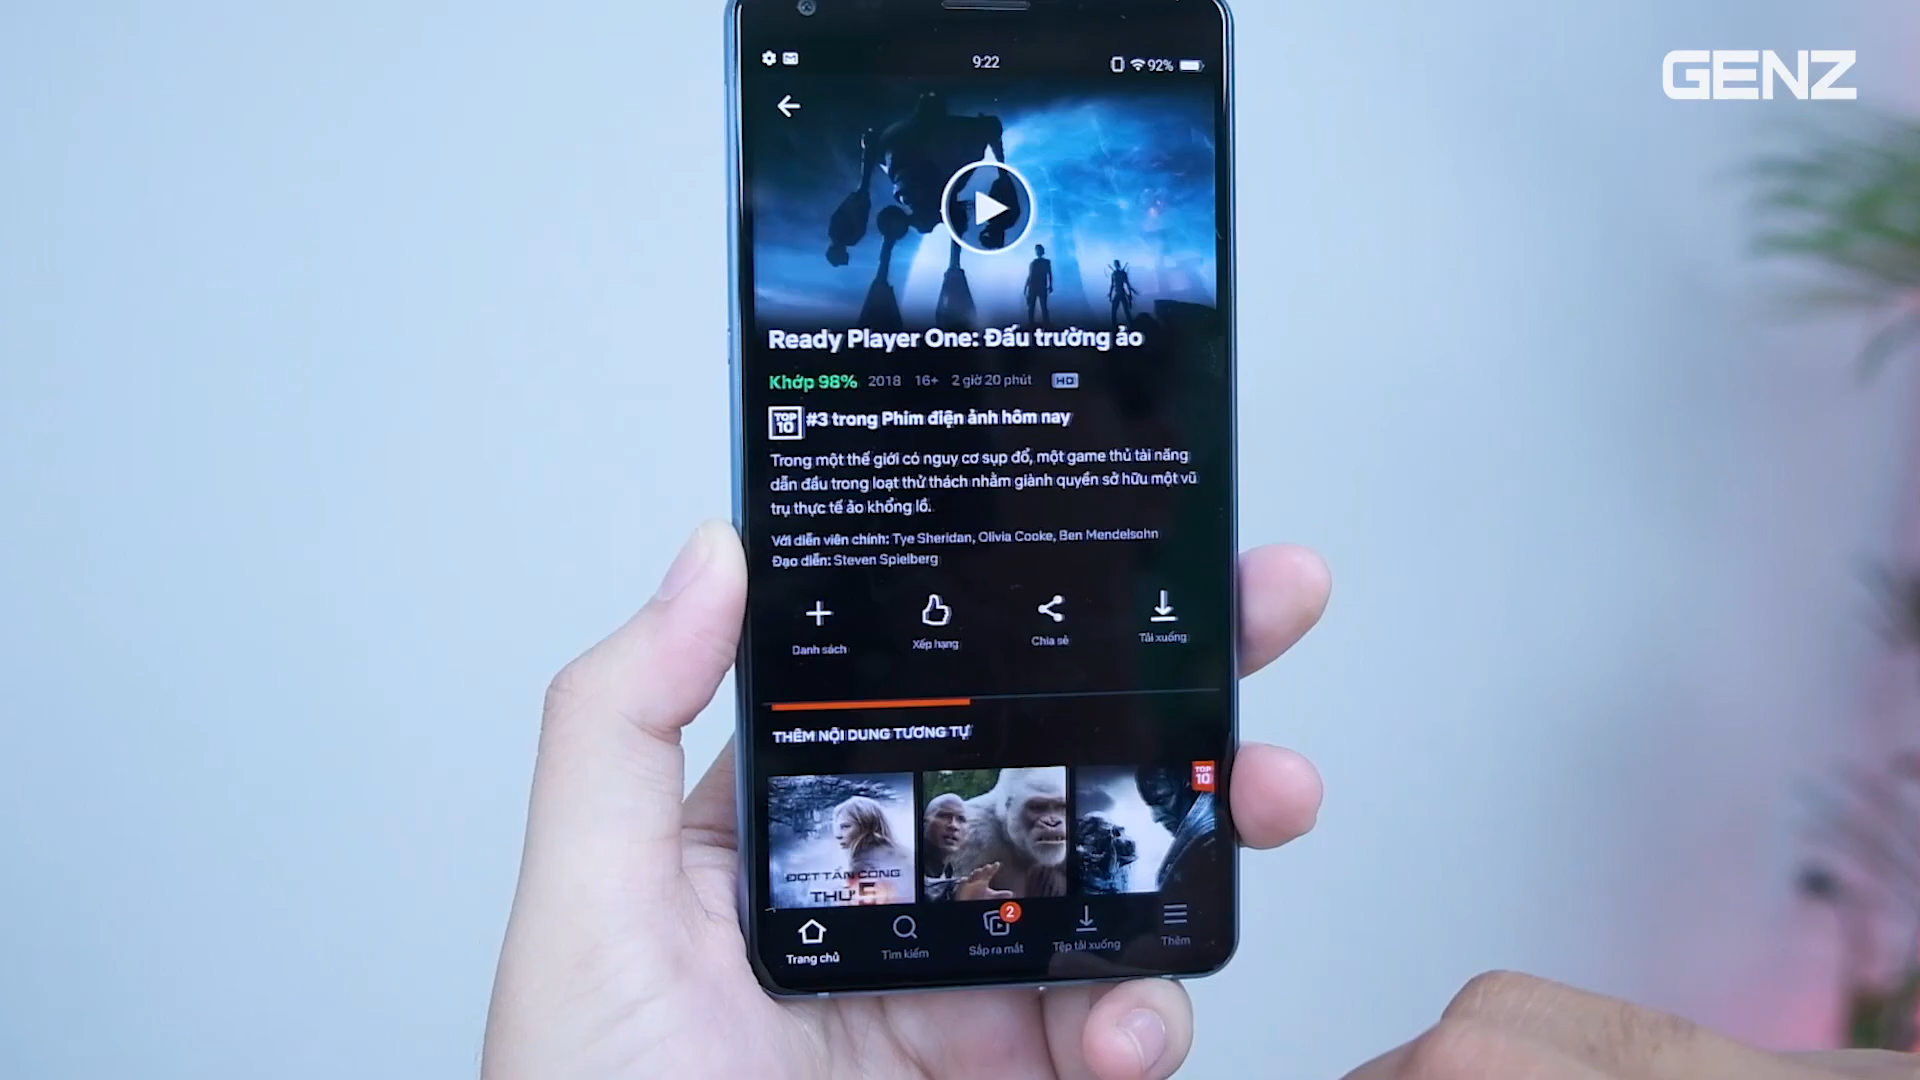 GENZ
9:22
92%
Ready Player One: Đấu trường ảo
Khớp 98% 2018 16+ 2 giờ 20 phút HD
TOP 10 #3 trong Phim điện ảnh hôm nay
Trong một thế giới có nguy cơ sụp đổ, một game thủ tài năng
dẫn đầu trong loạt thử thách nhằm giành quyền sở hữu một vũ
trụ thực tế ảo khổng lồ.
Với diễn viên chính: Tye Sheridan, Olivia Cooke, Ben Mendelsohn
Đạo diễn: Steven Spielberg
Danh sách
Xếp hạng
Chia sẻ
Tải xuống
THÊM NỘI DUNG TƯƠNG TỰ
TOP 10
ĐỢT TẤN CÔNG
THỨ 5
2
Trang chủ
Tìm kiếm
Sắp ra mắt
Tệp tải xuống
Thêm